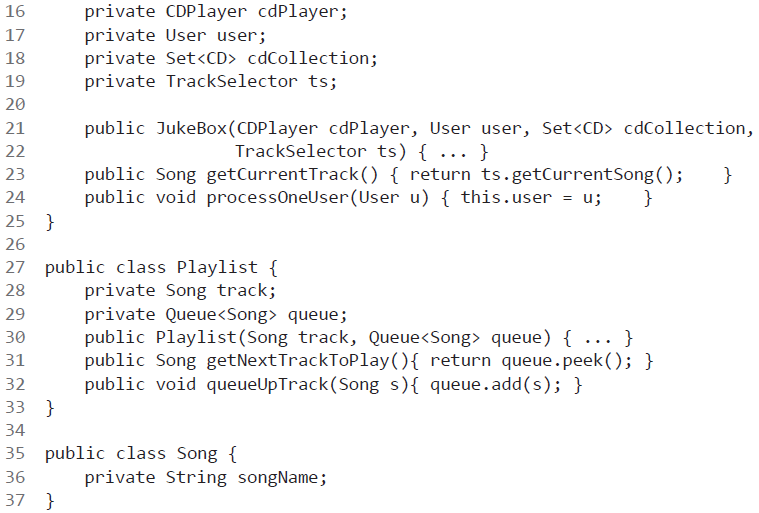 16 private CDPlayer cdPlayer;
17 private User user;
18 private Set<CD> cdCollection;
19 private TrackSelector ts;
20
21 public JukeBox(CDPlayer cdPlayer, User user, Set<CD> cdCollection,
22 TrackSelector ts) { ... }
23 public Song getCurrentTrack() { return ts.getCurrentSong(); }
24 public void processOneUser(User u) { this.user = u; }
25 }
26
27 public class Playlist {
28 private Song track;
29 private Queue<Song> queue;
30 public Playlist(Song track, Queue<Song> queue) { ... }
31 public Song getNextTrackToPlay(){ return queue.peek(); }
32 public void queueUpTrack(Song s){ queue.add(s); }
33 }
34
35 public class Song {
36 private String songName;
37 }